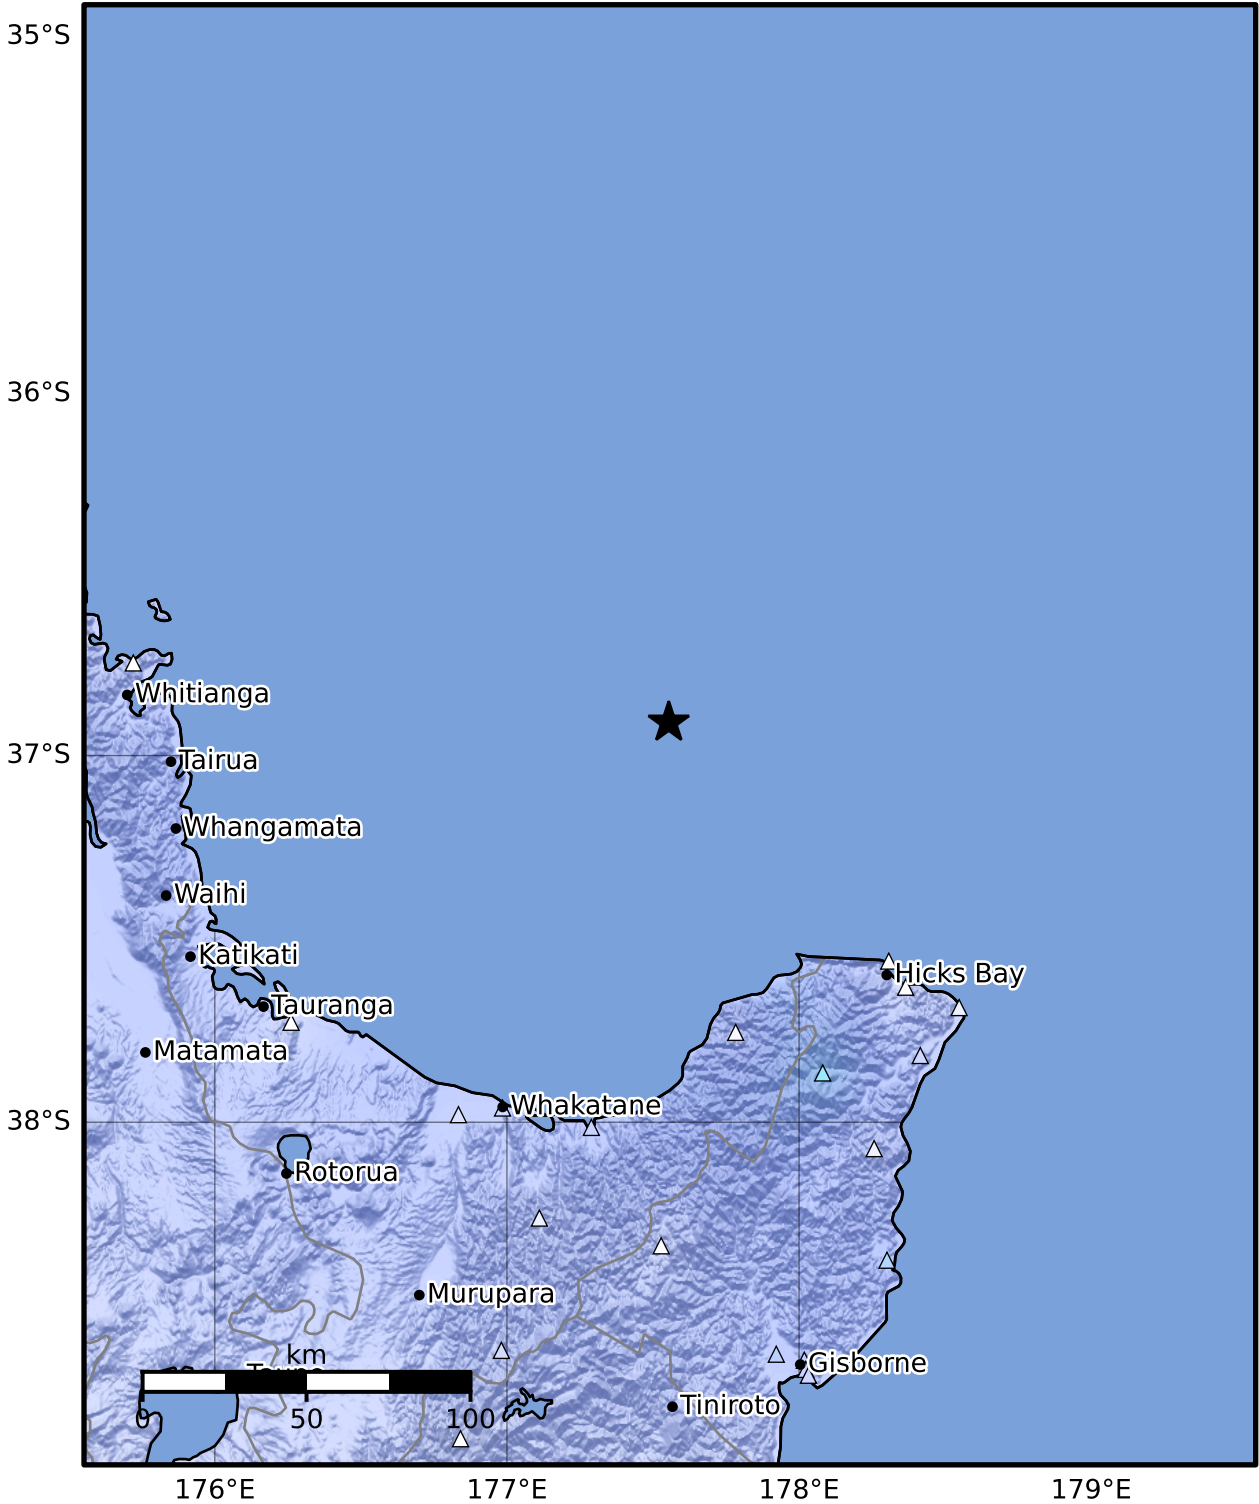 35°S
36°S
Whitianga
37°S
Tairua
Whangamata
Waihi
Katikati
Hicks Bay
Tauranga
Matamata
Whakatane
38°S
Rotorua
Murupara
km
Gisborne
Tiniroto
0 50 100
176°E 177°E 178°E 179°E